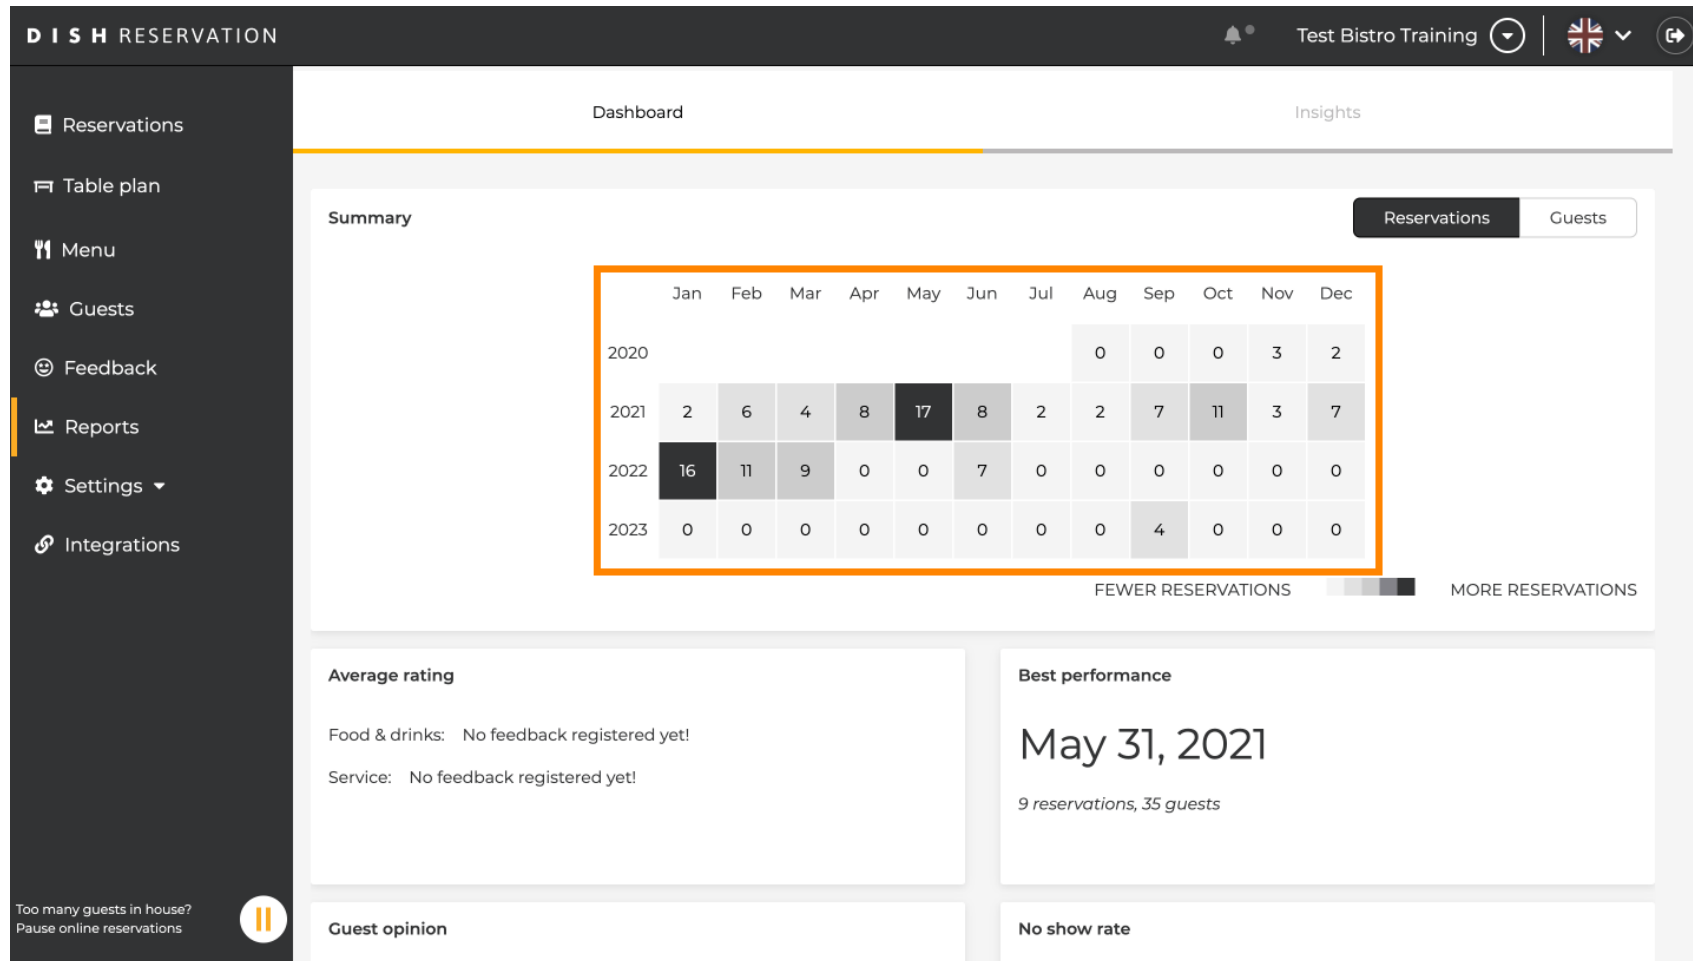 DISH RESERVATION
Test Bistro Training
Reservations
Table plan
Menu
Guests
Feedback
Reports
Settings
Integrations
Too many guests in house?
Pause online reservations
Dashboard Insights
Summary Reservations Guests
Jan Feb Mar Apr May Jun Jul Aug Sep Oct Nov Dec
2020 0 0 0 3 2
2021 2 6 4 8 17 8 2 2 7 11 3 7
2022 16 11 9 0 0 7 0 0 0 0 0 0
2023 0 0 0 0 0 0 0 0 4 0 0 0
FEWER RESERVATIONS MORE RESERVATIONS
Average rating
Food & drinks: No feedback registered yet!
Service: No feedback registered yet!
Best performance
May 31, 2021
9 reservations, 35 guests
Guest opinion
No show rate